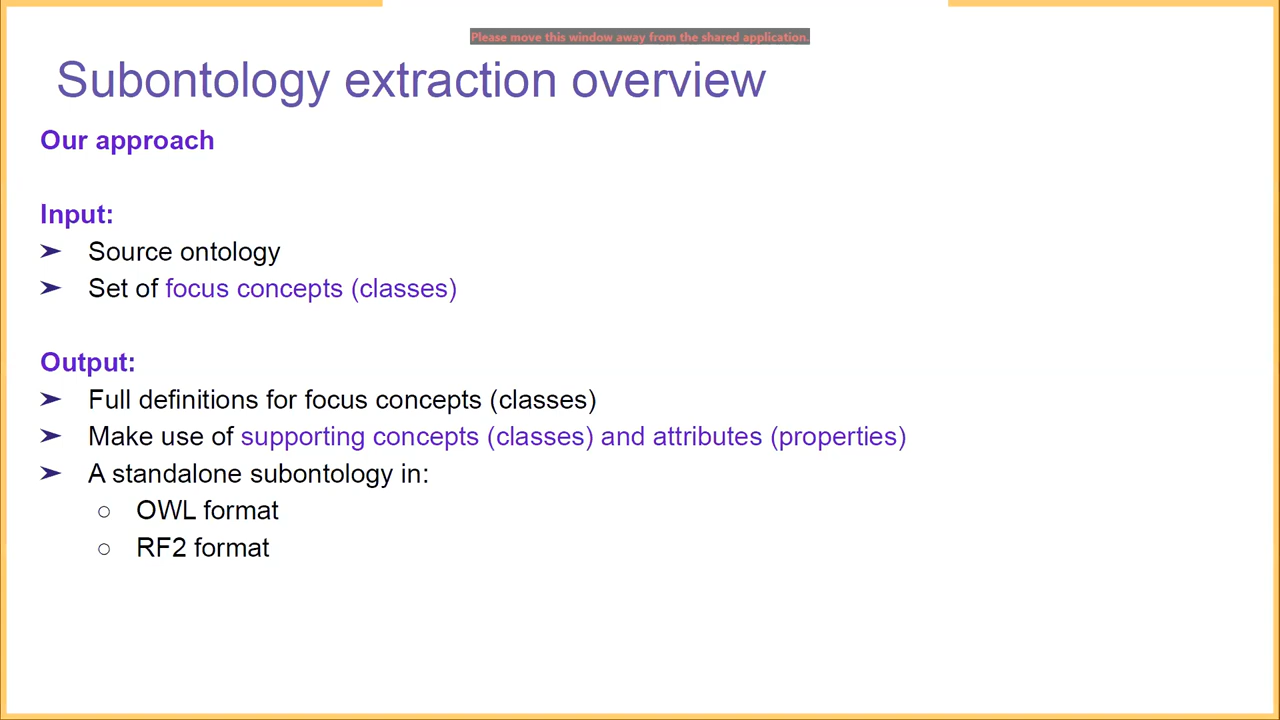 Please move this window away from the shared application.
Subontology extraction overview
Our approach
Input:
➤ Source ontology
➤ Set of focus concepts (classes)
Output:
➤ Full definitions for focus concepts (classes)
➤ Make use of supporting concepts (classes) and attributes (properties)
➤ A standalone subontology in:
○ OWL format
○ RF2 format